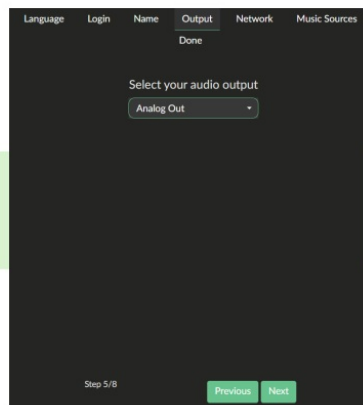 Language Login Name Output Network Music Sources
Done
Select your audio output
Analog Out
Step 5/8
Previous Next